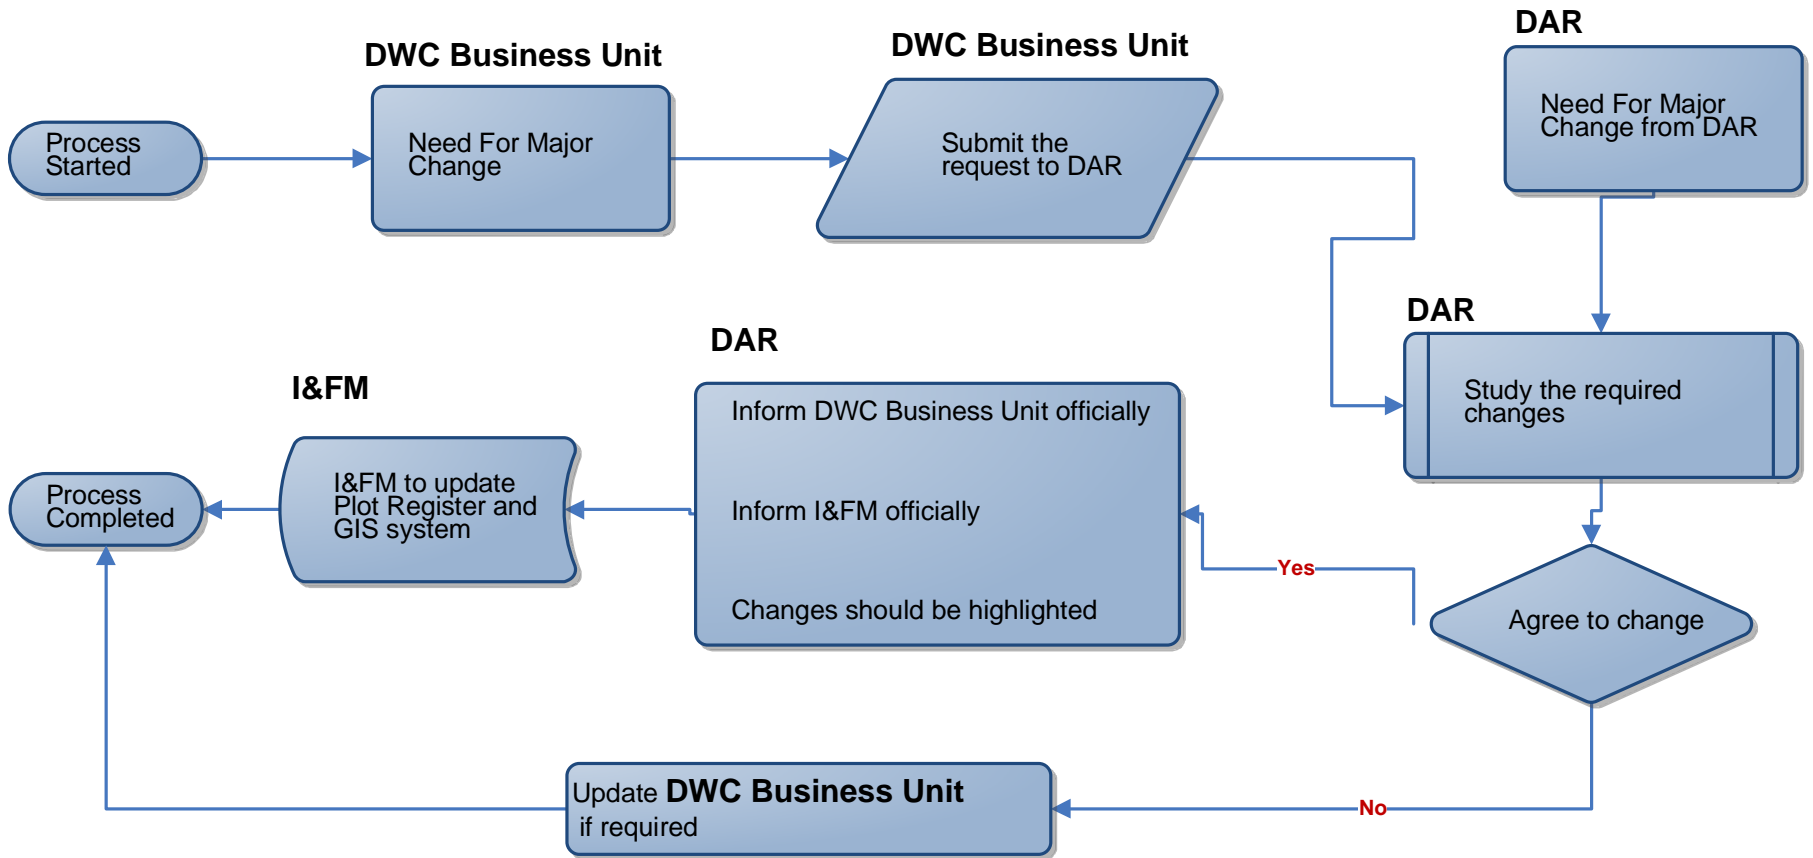 DAR
DWC Business Unit
DWC Business Unit
Process
Started
Need For Major
Change
Submit the
request to DAR
Need For Major
Change from DAR
DAR
Study the required
changes
DAR
Inform DWC Business Unit officially
Inform I&FM officially
Changes should be highlighted
I&FM
I&FM to update
Plot Register and
GIS system
Process
Completed
Yes
Agree to change
Update DWC Business Unit
if required
No